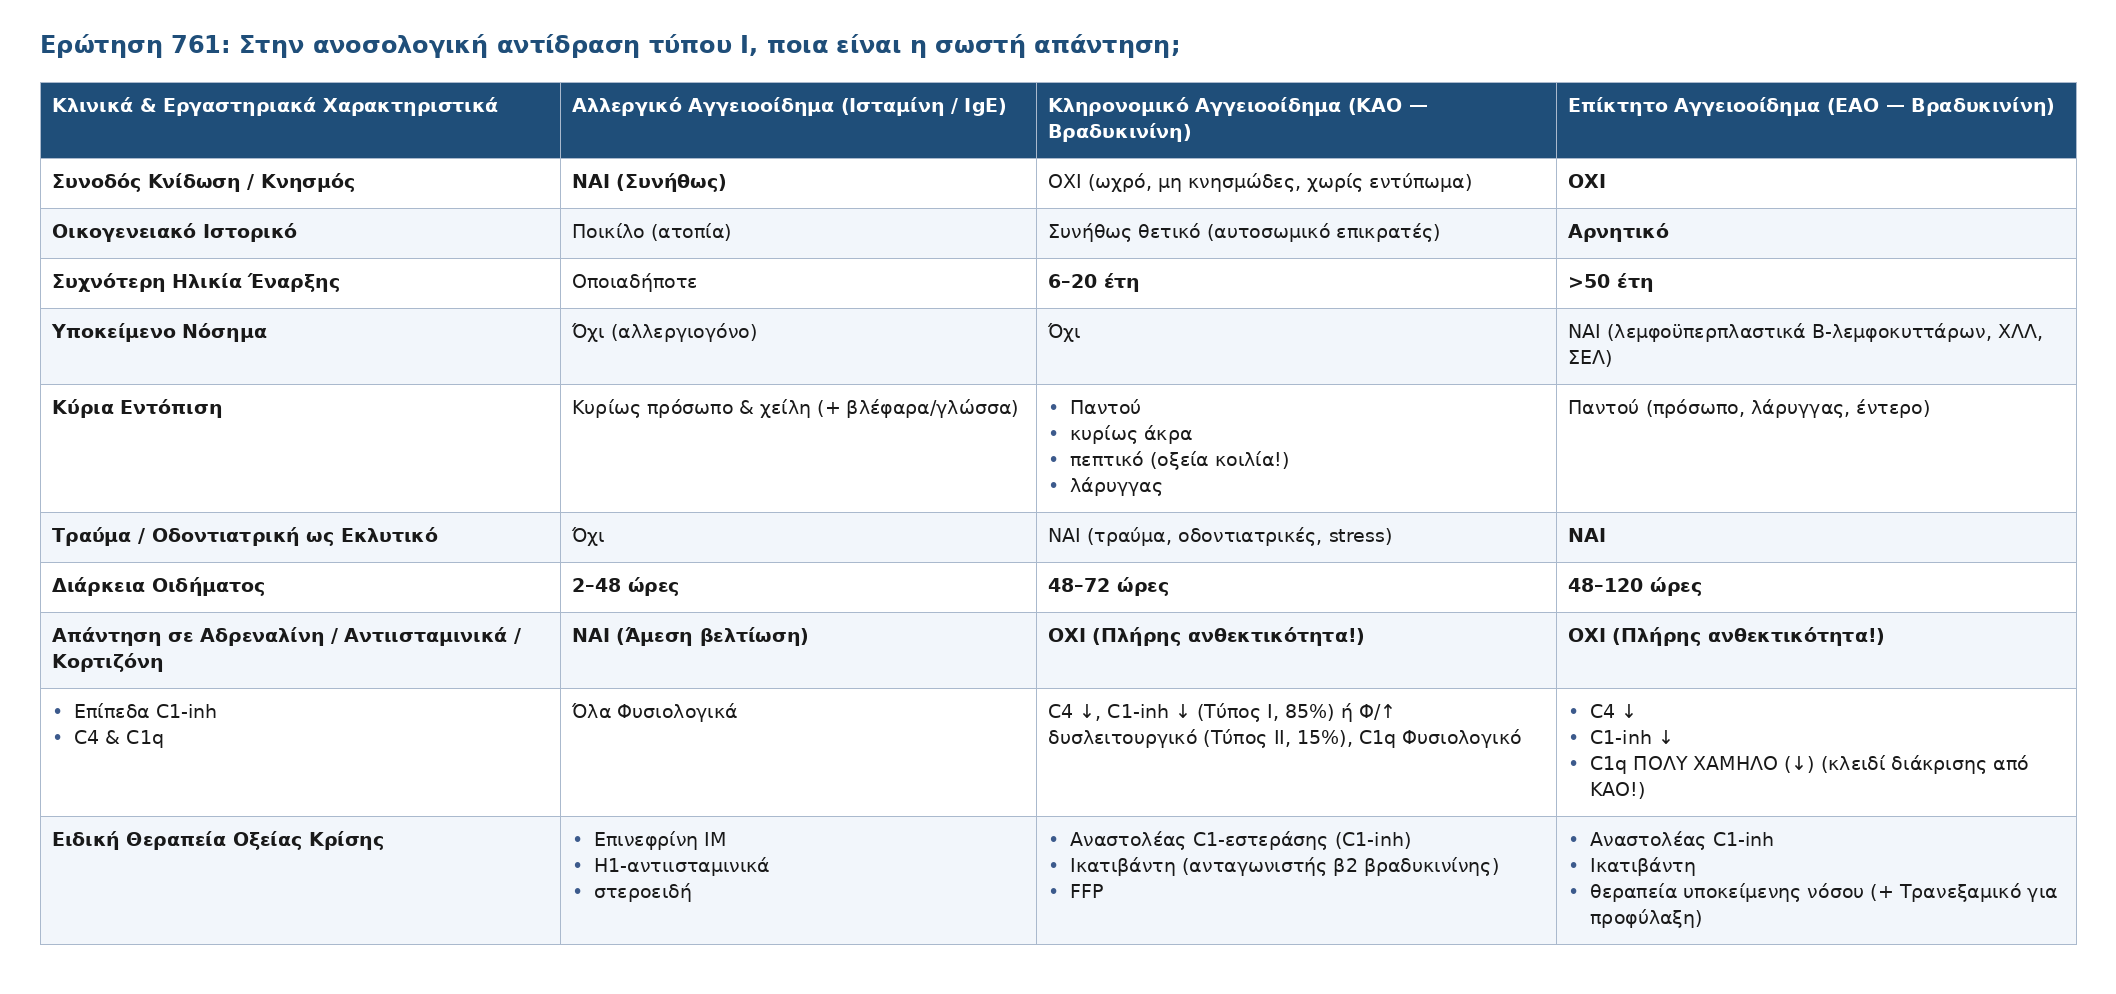 Ερώτηση 761: Στην ανοσολογική αντίδραση τύπου Ι, ποια είναι η σωστή απάντηση;
Κλινικά & Εργαστηριακά Χαρακτηριστικά
Αλλεργικό Αγγειοοίδημα (Ισταμίνη / IgE)
Κληρονομικό Αγγειοοίδημα (ΚΑΟ —
Βραδυκινίνη)
Επίκτητο Αγγειοοίδημα (ΕΑΟ — Βραδυκινίνη)
Συνοδός Κνίδωση / Κνησμός
ΝΑΙ (Συνήθως)
ΟΧΙ (ωχρό, μη κνησμώδες, χωρίς εντύπωμα)
ΟΧΙ
Οικογενειακό Ιστορικό
Ποικίλο (ατοπία)
Συνήθως θετικό (αυτοσωμικό επικρατές)
Αρνητικό
Συχνότερη Ηλικία Έναρξης
Οποιαδήποτε
6–20 έτη
>50 έτη
Υποκείμενο Νόσημα
Όχι (αλλεργιογόνο)
Όχι
ΝΑΙ (λεμφοϋπερπλαστικά Β-λεμφοκυττάρων, ΧΛΛ,
ΣΕΛ)
Κύρια Εντόπιση
Κυρίως πρόσωπο & χείλη (+ βλέφαρα/γλώσσα)
• Παντού
• κυρίως άκρα
• πεπτικό (οξεία κοιλία!)
• λάρυγγας
Παντού (πρόσωπο, λάρυγγας, έντερο)
Τραύμα / Οδοντιατρική ως Εκλυτικό
Όχι
ΝΑΙ (τραύμα, οδοντιατρικές, stress)
ΝΑΙ
Διάρκεια Οιδήματος
2–48 ώρες
48–72 ώρες
48–120 ώρες
Απάντηση σε Αδρεναλίνη / Αντιισταμινικά /
Κορτιζόνη
ΝΑΙ (Άμεση βελτίωση)
ΟΧΙ (Πλήρης ανθεκτικότητα!)
ΟΧΙ (Πλήρης ανθεκτικότητα!)
• Επίπεδα C1-inh
• C4 & C1q
Όλα Φυσιολογικά
C4 ↓, C1-inh ↓ (Τύπος Ι, 85%) ή Φ/↑
δυσλειτουργικό (Τύπος ΙΙ, 15%), C1q Φυσιολογικό
• C4 ↓
• C1-inh ↓
• C1q ΠΟΛΥ ΧΑΜΗΛΟ (↓) (κλειδί διάκρισης από
ΚΑΟ!)
Ειδική Θεραπεία Οξείας Κρίσης
• Επινεφρίνη IM
• Η1-αντιισταμινικά
• στεροειδή
• Αναστολέας C1-εστεράσης (C1-inh)
• Ικατιβάντη (ανταγωνιστής β2 βραδυκινίνης)
• FFP
• Αναστολέας C1-inh
• Ικατιβάντη
• θεραπεία υποκείμενης νόσου (+ Τρανεξαμικό για
προφύλαξη)